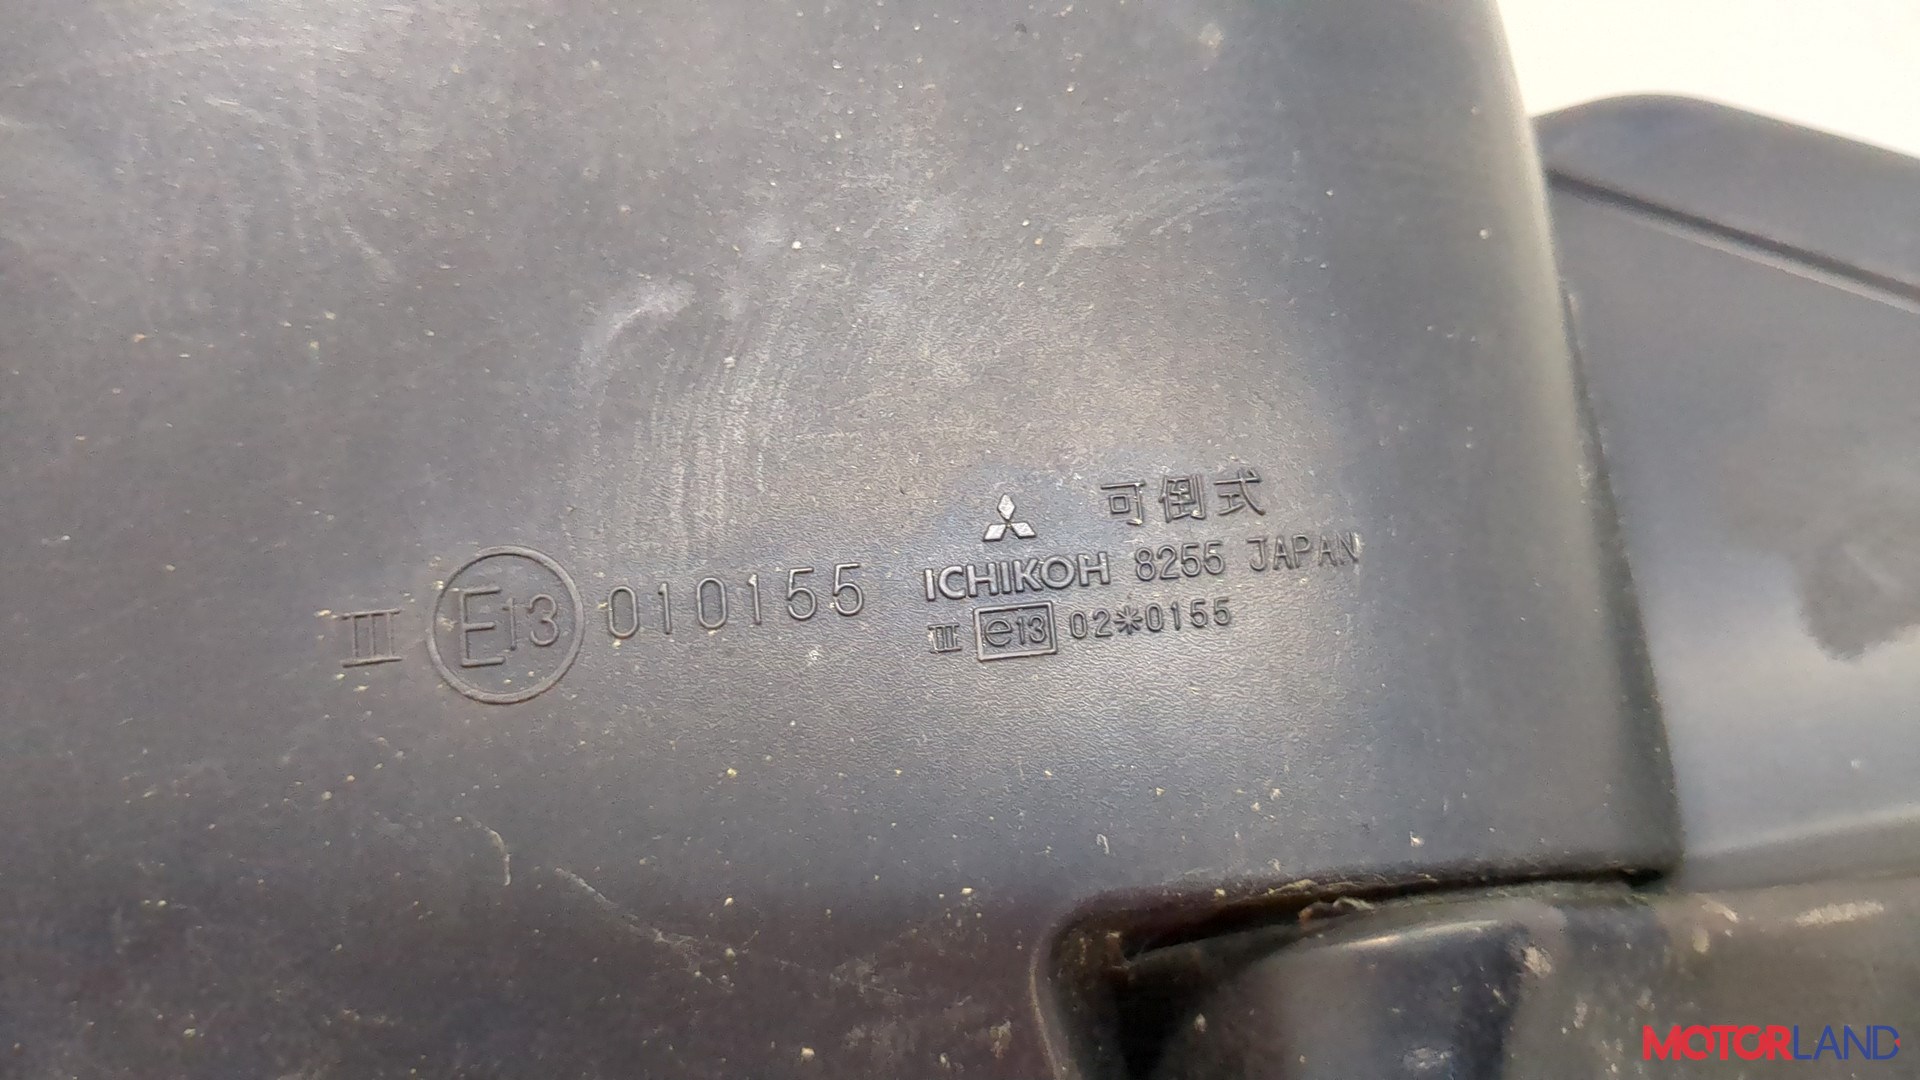 可倒式
ICHIKOH 8255 JAPAN
III E13 010155
III e13 02*0155
MOTORLAND